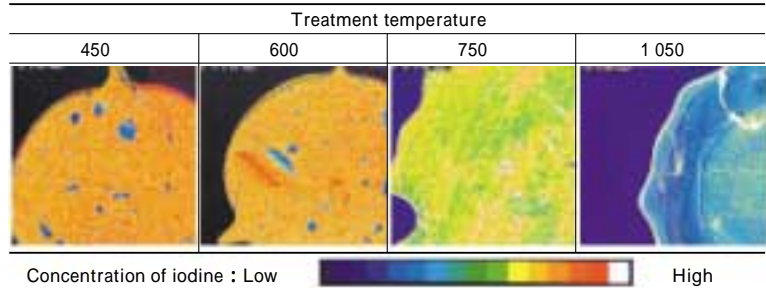 Treatment temperature
450 600 750 1 050
Concentration of iodine : Low High